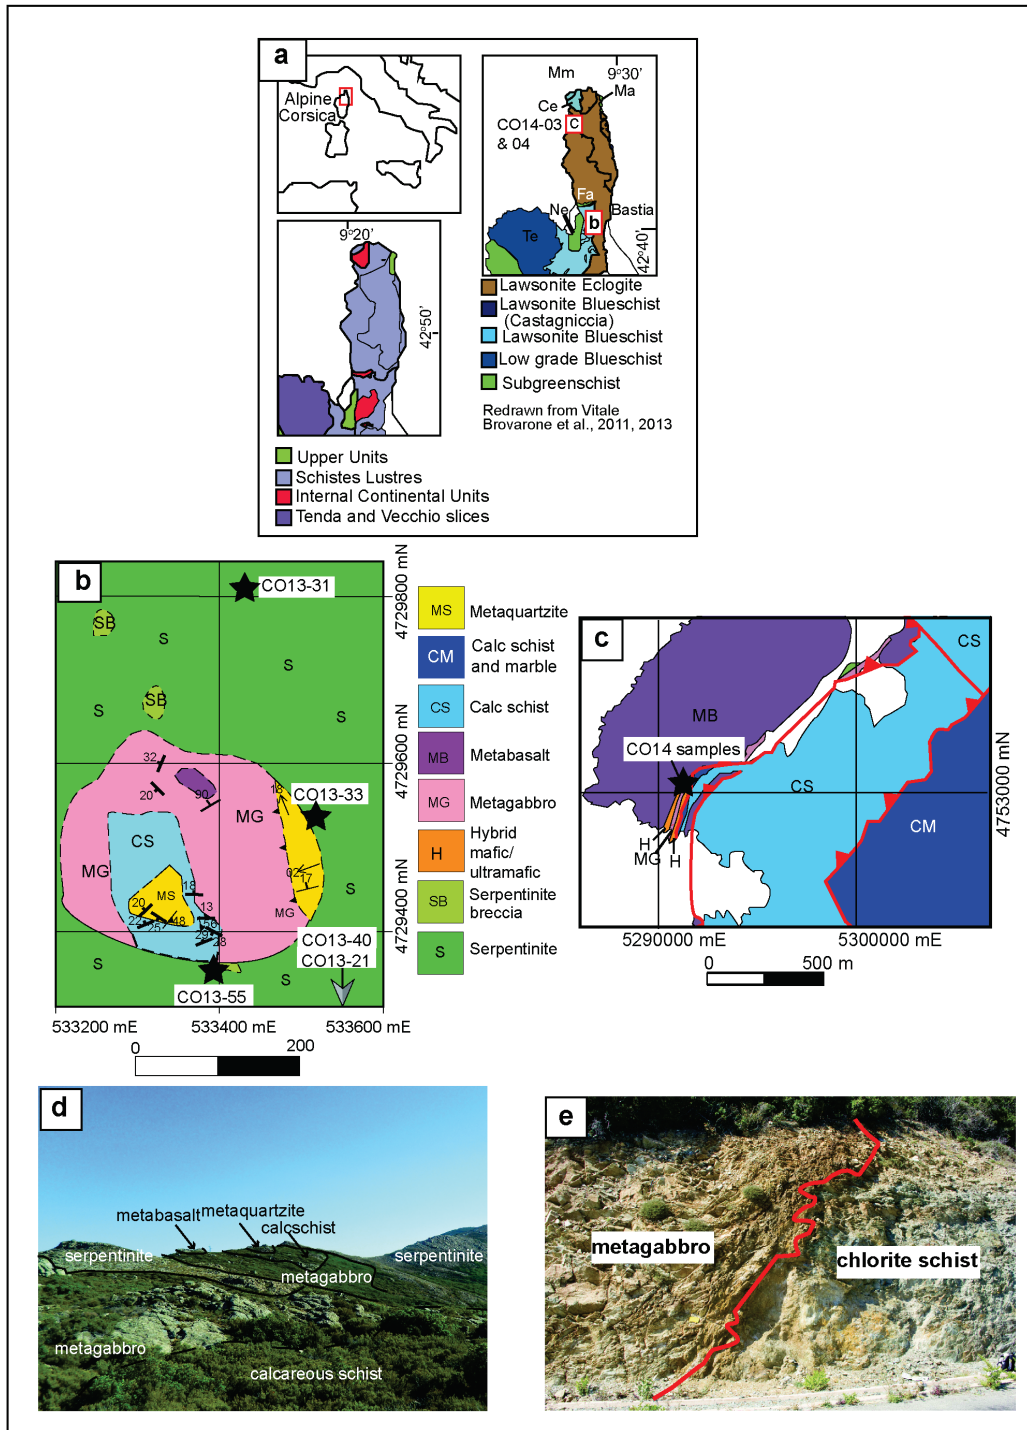 a
Alpine
Corsica
9°30'
Mm
Ma
Ce
CO14-03
& 04
c
Fa
Ne
Bastia
b
Te
42°40'
9°20'
42°50'
Lawsonite Eclogite
Lawsonite Blueschist
(Castagniccia)
Lawsonite Blueschist
Low grade Blueschist
Subgreenschist
Redrawn from Vitale
Brovarone et al., 2011, 2013
Upper Units
Schistes Lustres
Internal Continental Units
Tenda and Vecchio slices
b
CO13-31
SB
S
S
SB
S
S
32
20
90
18
CO13-33
MG
CS
MG
MS
18
20
22
25
48
13
56
29
28
02
17
MG
S
CO13-40
CO13-21
S
S
CO13-55
4729800 mN
4729600 mN
4729400 mN
533200 mE
533400 mE
533600 mE
0
200
MS
Metaquartzite
CM
Calc schist
and marble
CS
Calc schist
MB
Metabasalt
MG
Metagabbro
H
Hybrid
mafic/
ultramafic
SB
Serpentinite
breccia
S
Serpentinite
c
CS
MB
CO14 samples
CS
CM
H
MG
H
4753000 mN
5290000 mE
5300000 mE
0
500 m
d
metabasalt
metaquartzite
calcschist
serpentinite
serpentinite
metagabbro
metagabbro
calcareous schist
e
metagabbro
chlorite schist